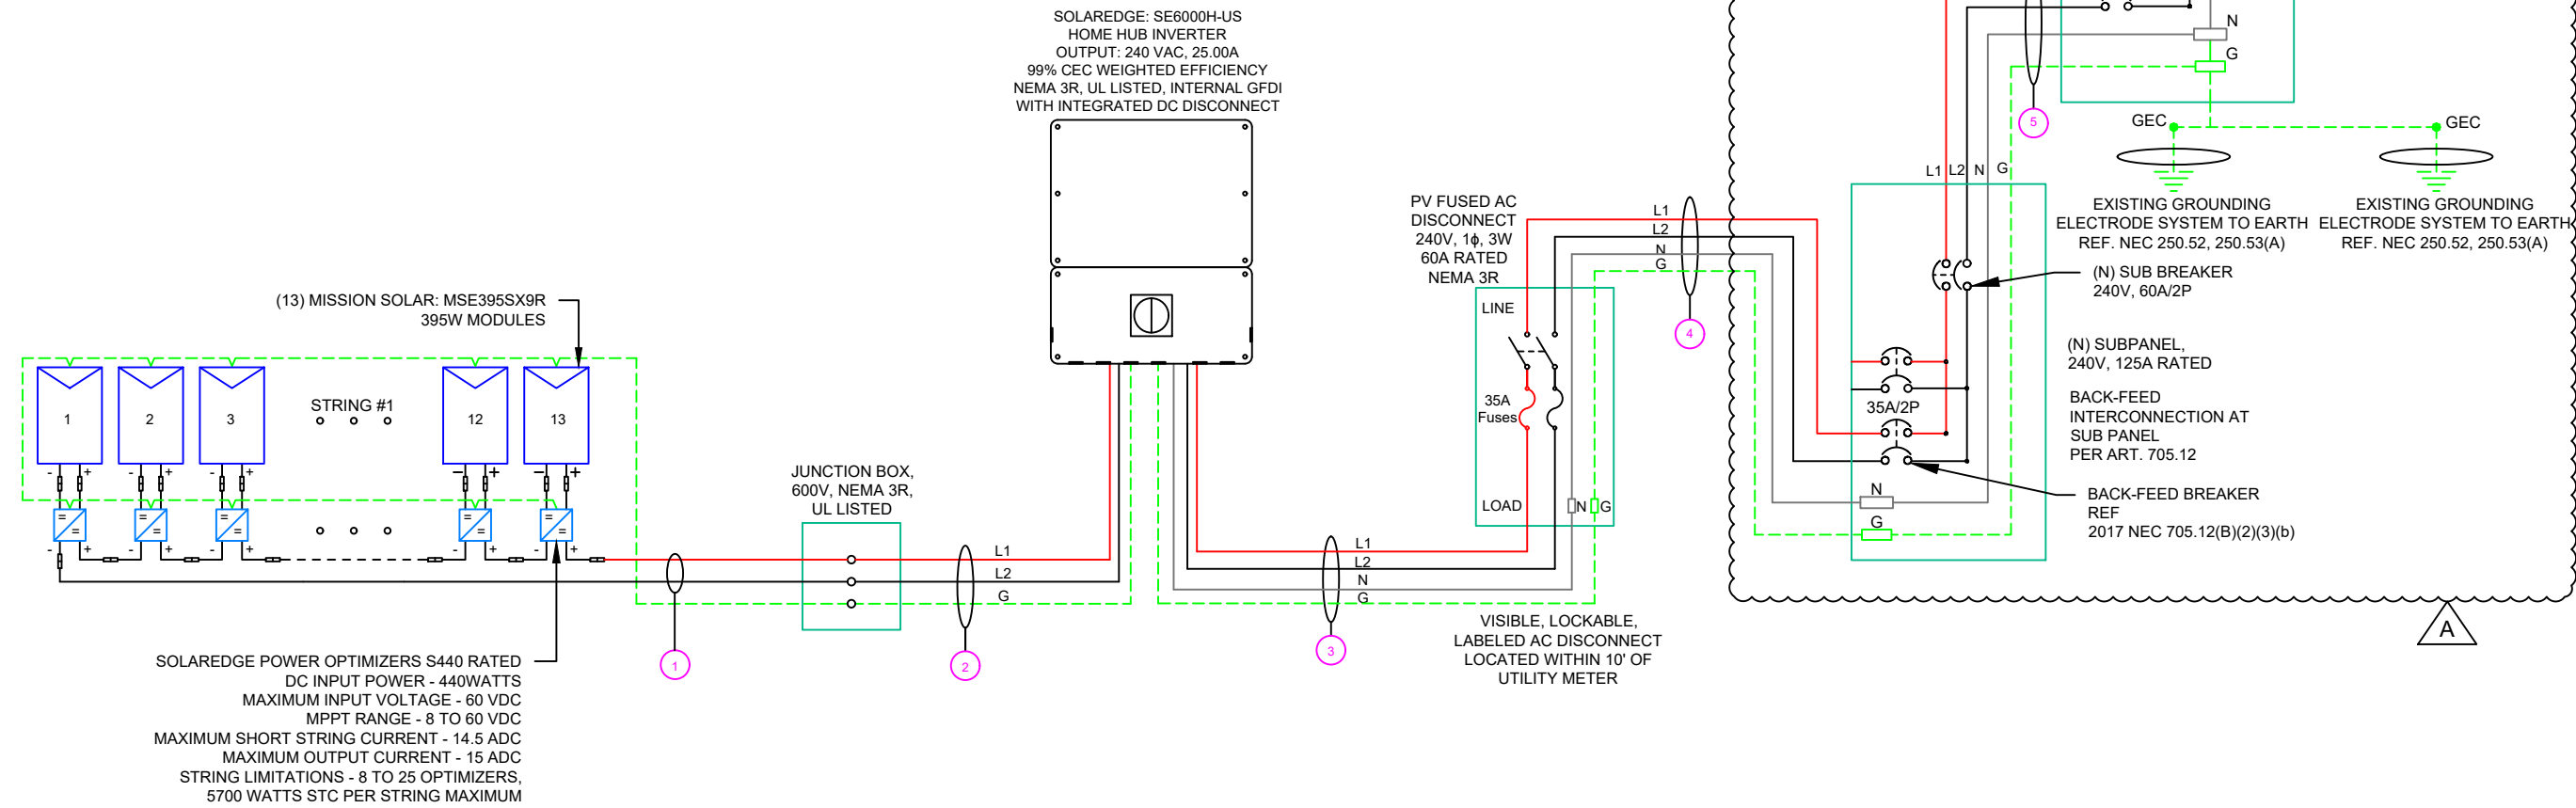 SOLAREDGE: SE6000H-US
HOME HUB INVERTER
OUTPUT: 240 VAC, 25.00A
99% CEC WEIGHTED EFFICIENCY
NEMA 3R, UL LISTED, INTERNAL GFDI
WITH INTEGRATED DC DISCONNECT
(13) MISSION SOLAR: MSE395SX9R
395W MODULES
1
2
3
STRING #1
12
13
- +
- +
- +
- +
- +
= =
= =
= =
= =
= =
- +
- +
- +
- +
- +
JUNCTION BOX,
600V, NEMA 3R,
UL LISTED
L1
L2
G
1
2
SOLAREDGE POWER OPTIMIZERS S440 RATED
DC INPUT POWER - 440WATTS
MAXIMUM INPUT VOLTAGE - 60 VDC
MPPT RANGE - 8 TO 60 VDC
MAXIMUM SHORT STRING CURRENT - 14.5 ADC
MAXIMUM OUTPUT CURRENT - 15 ADC
STRING LIMITATIONS - 8 TO 25 OPTIMIZERS,
5700 WATTS STC PER STRING MAXIMUM
L1
L2
N
G
3
PV FUSED AC
DISCONNECT
240V, 1ϕ, 3W
60A RATED
NEMA 3R
LINE
35A
Fuses
LOAD
N
G
VISIBLE, LOCKABLE,
LABELED AC DISCONNECT
LOCATED WITHIN 10' OF
UTILITY METER
L1
L2
N
G
4
N
G
5
GEC
GEC
L1 L2 N G
EXISTING GROUNDING
ELECTRODE SYSTEM TO EARTH
REF. NEC 250.52, 250.53(A)
EXISTING GROUNDING
ELECTRODE SYSTEM TO EARTH
REF. NEC 250.52, 250.53(A)
(N) SUB BREAKER
240V, 60A/2P
(N) SUBPANEL,
240V, 125A RATED
35A/2P
BACK-FEED
INTERCONNECTION AT
SUB PANEL
PER ART. 705.12
N
G
BACK-FEED BREAKER
REF
2017 NEC 705.12(B)(2)(3)(b)
A